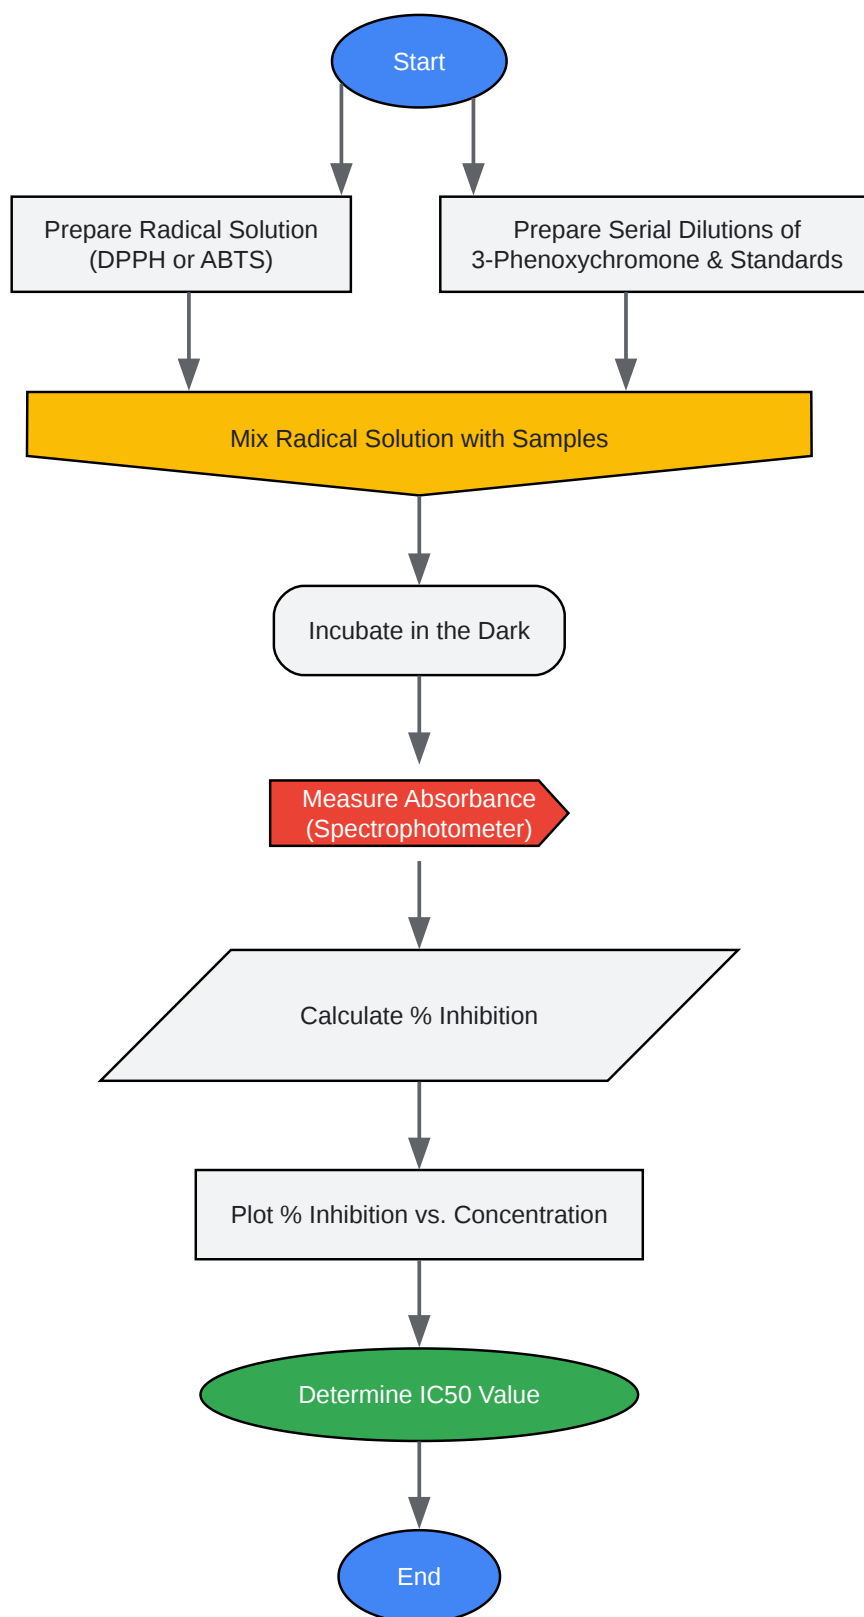 Start
Prepare Radical Solution
(DPPH or ABTS)
Prepare Serial Dilutions of
3-Phenoxychromone & Standards
Mix Radical Solution with Samples
Incubate in the Dark
Measure Absorbance
(Spectrophotometer)
Calculate % Inhibition
Plot % Inhibition vs. Concentration
Determine IC50 Value
End